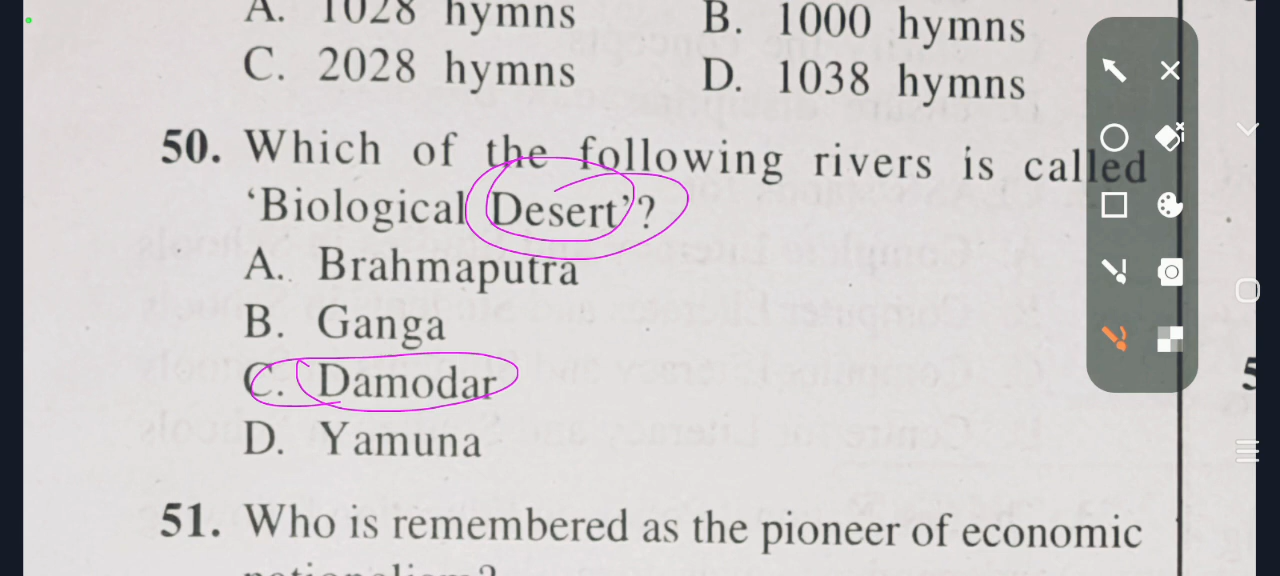 A. 1028 hymns B. 1000 hymns
C. 2028 hymns D. 1038 hymns
50. Which of the following rivers is called
‘Biological Desert’?
A. Brahmaputra
B. Ganga
C. Damodar
D. Yamuna
51. Who is remembered as the pioneer of economic